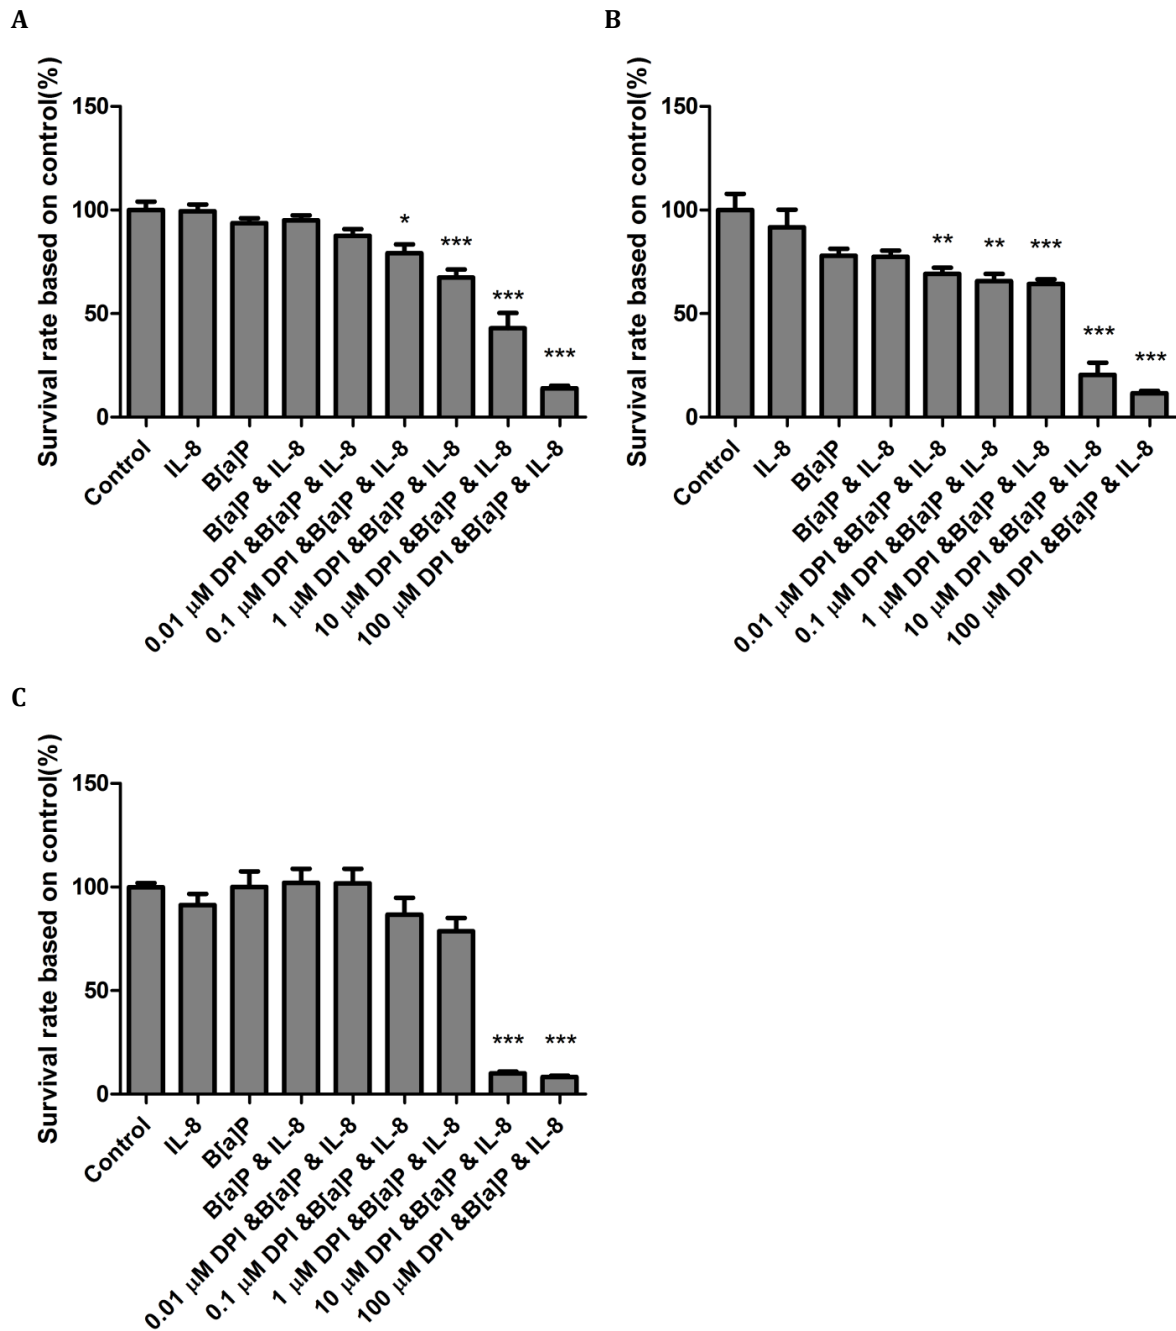 A
Survival rate based on control(%)
150
100
50
0
*
***
***
***
Control
IL-8
B[a]P
B[a]P & IL-8
0.01 μM DPI &B[a]P & IL-8
0.1 μM DPI &B[a]P & IL-8
1 μM DPI &B[a]P & IL-8
10 μM DPI &B[a]P & IL-8
100 μM DPI &B[a]P & IL-8
B
Survival rate based on control(%)
150
100
50
0
**
**
***
***
***
Control
IL-8
B[a]P
B[a]P & IL-8
0.01 μM DPI &B[a]P & IL-8
0.1 μM DPI &B[a]P & IL-8
1 μM DPI &B[a]P & IL-8
10 μM DPI &B[a]P & IL-8
100 μM DPI &B[a]P & IL-8
C
Survival rate based on control(%)
150
100
50
0
***
***
Control
IL-8
B[a]P
B[a]P & IL-8
0.01 μM DPI &B[a]P & IL-8
0.1 μM DPI &B[a]P & IL-8
1 μM DPI &B[a]P & IL-8
10 μM DPI &B[a]P & IL-8
100 μM DPI &B[a]P & IL-8